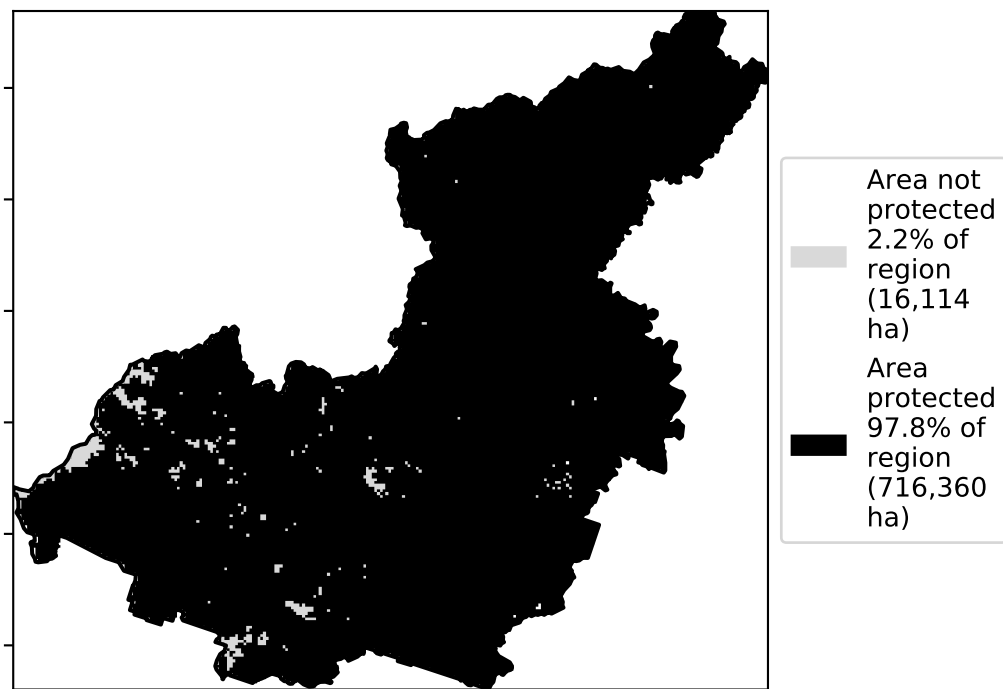 Area not
protected
2.2% of
region
(16,114
ha)
Area
protected
97.8% of
region
(716,360
ha)